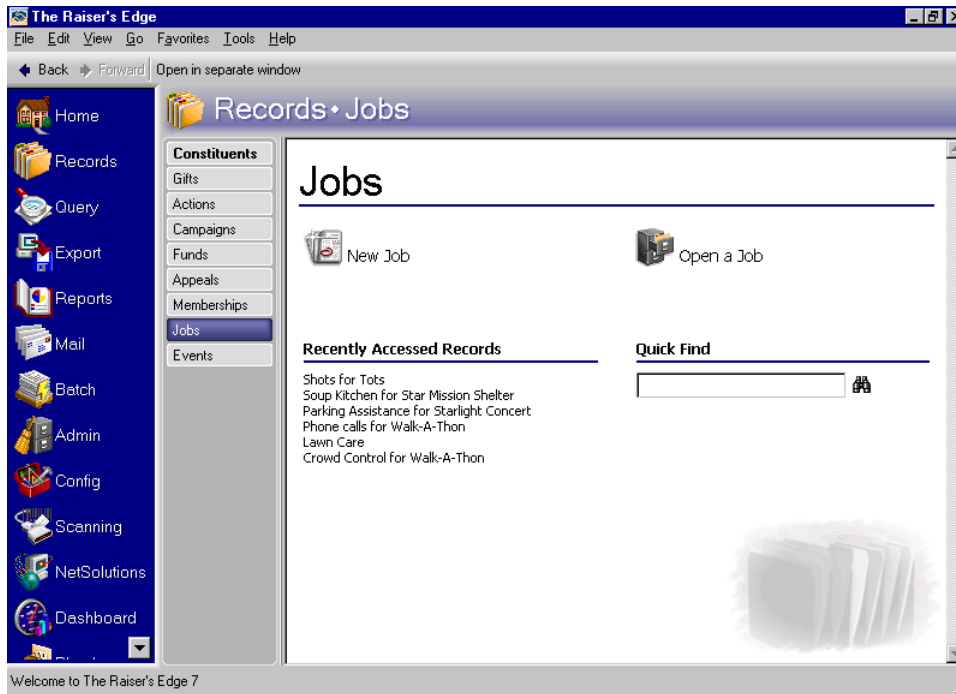 The Raiser's Edge
File Edit View Go Favorites Tools Help
Back Forward Open in separate window
Records • Jobs
Home
Records
Query
Export
Reports
Mail
Batch
Admin
Config
Scanning
NetSolutions
Dashboard
Constituents
Gifts
Actions
Campaigns
Funds
Appeals
Memberships
Jobs
Events
Jobs
New Job
Open a Job
Recently Accessed Records
Shots for Tots
Soup Kitchen for Star Mission Shelter
Parking Assistance for Starlight Concert
Phone calls for Walk-A-Thon
Lawn Care
Crowd Control for Walk-A-Thon
Quick Find
Welcome to The Raiser's Edge 7